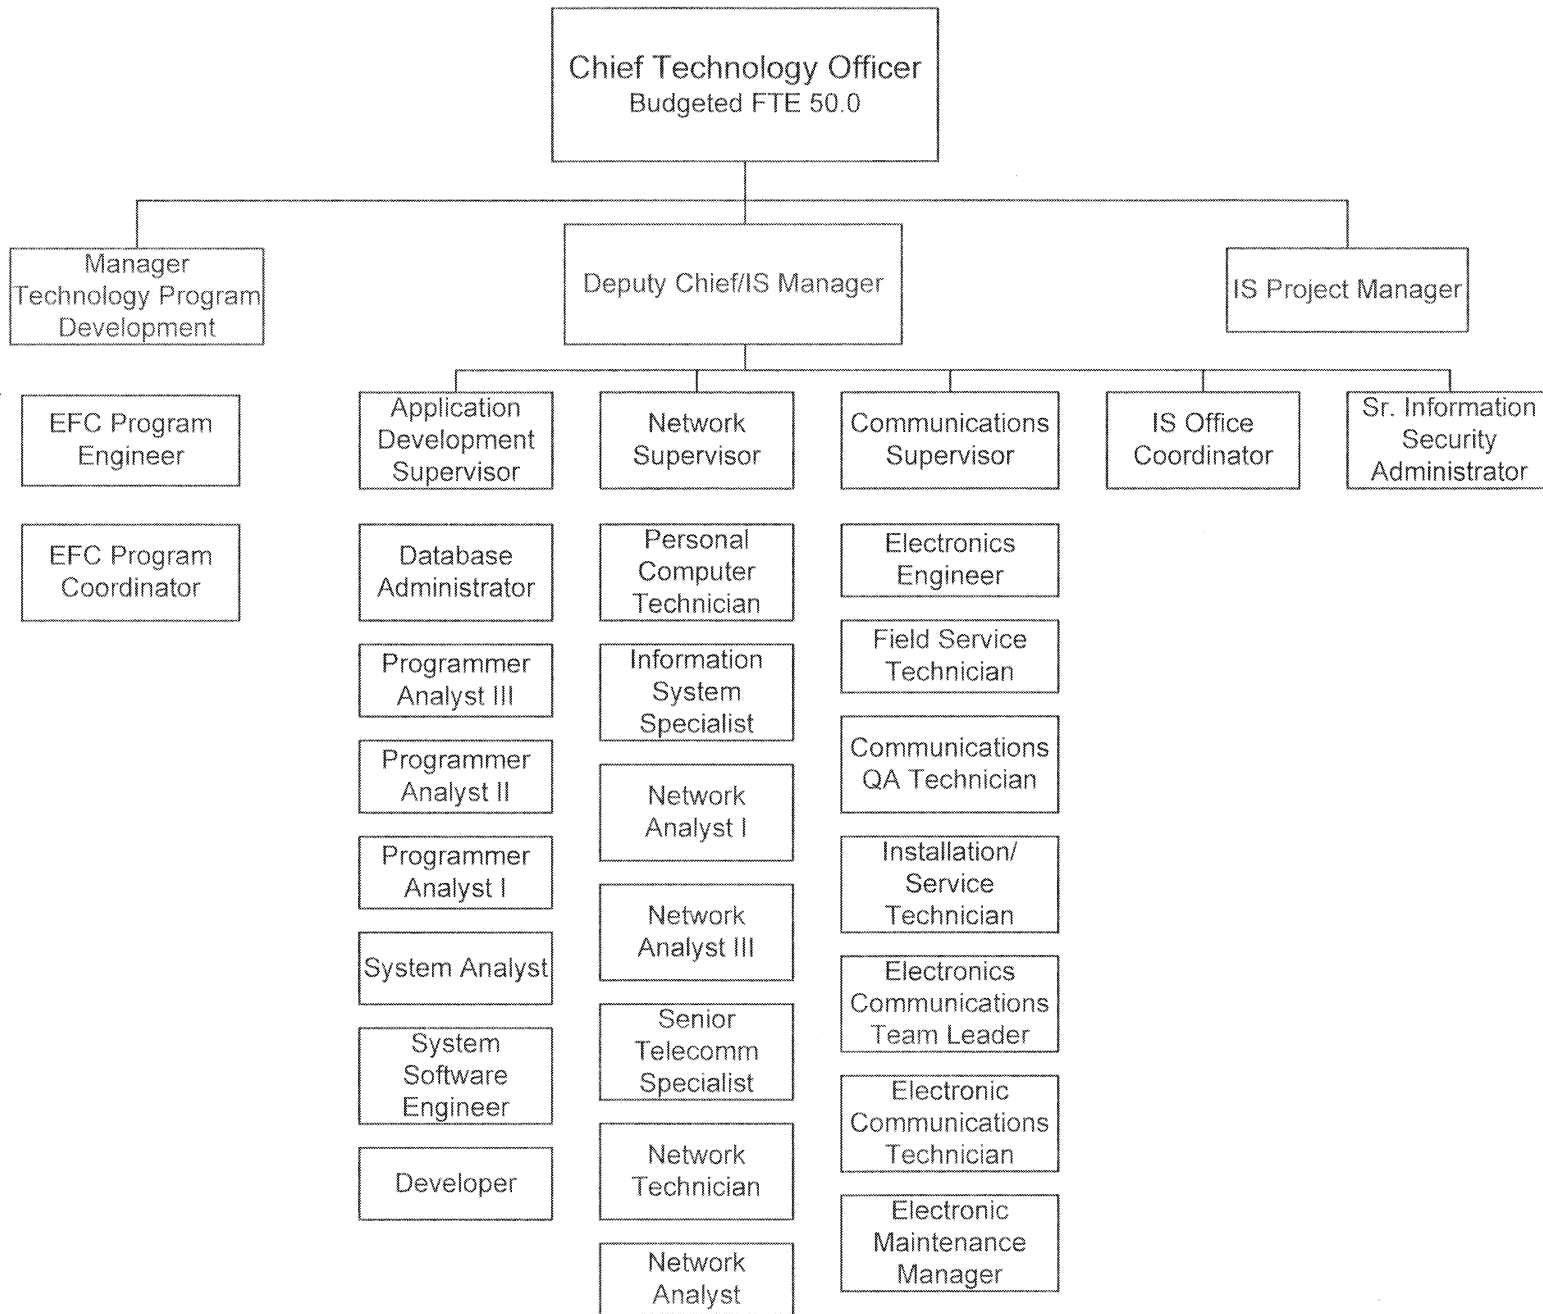 Chief Technology Officer
Budgeted FTE 50.0
Manager
Technology Program
Development
Deputy Chief/IS Manager
IS Project Manager
EFC Program
Engineer
EFC Program
Coordinator
Application
Development
Supervisor
Database
Administrator
Programmer
Analyst III
Programmer
Analyst II
Programmer
Analyst I
System Analyst
System
Software
Engineer
Developer
Network
Supervisor
Personal
Computer
Technician
Information
System
Specialist
Network
Analyst I
Network
Analyst III
Senior
Telecomm
Specialist
Network
Technician
Network
Analyst
Communications
Supervisor
Electronics
Engineer
Field Service
Technician
Communications
QA Technician
Installation/
Service
Technician
Electronics
Communications
Team Leader
Electronic
Communications
Technician
Electronic
Maintenance
Manager
IS Office
Coordinator
Sr. Information
Security
Administrator